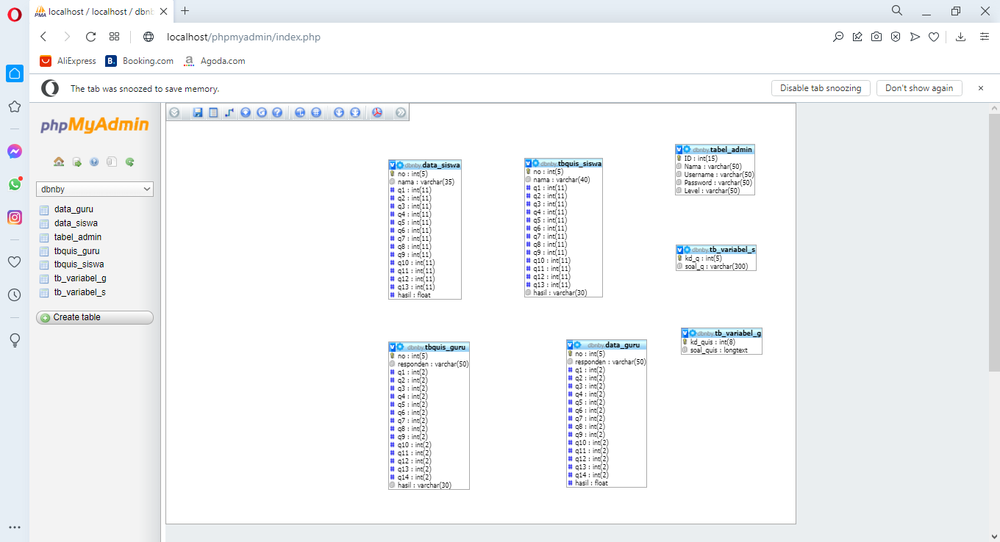 localhost / localhost / dbnb
localhost/phpmyadmin/index.php
AliExpress
Booking.com
Agoda.com
The tab was snoozed to save memory.
Disable tab snoozing
Don't show again
phpMyAdmin
dbnby
data_guru
data_siswa
tabel_admin
tbquis_guru
tbquis_siswa
tb_variabel_g
tb_variabel_s
Create table
dbnby.data_siswa
no : int(5)
nama : varchar(35)
q1 : int(11)
q2 : int(11)
q3 : int(11)
q4 : int(11)
q5 : int(11)
q6 : int(11)
q7 : int(11)
q8 : int(11)
q9 : int(11)
q10 : int(11)
q11 : int(11)
q12 : int(11)
q13 : int(11)
hasil : float
dbnby.tbquis_siswa
no : int(5)
nama : varchar(40)
q1 : int(11)
q2 : int(11)
q3 : int(11)
q4 : int(11)
q5 : int(11)
q6 : int(11)
q7 : int(11)
q8 : int(11)
q9 : int(11)
q10 : int(11)
q11 : int(11)
q12 : int(11)
q13 : int(11)
hasil : varchar(30)
dbnby.tabel_admin
ID : int(15)
Nama : varchar(50)
Username : varchar(50)
Password : varchar(50)
Level : varchar(50)
dbnby.tb_variabel_s
kd_q : int(5)
soal_q : varchar(300)
dbnby.tb_variabel_g
kd_quis : int(8)
soal_quis : longtext
dbnby.tbquis_guru
no : int(5)
responden : varchar(50)
q1 : int(2)
q2 : int(2)
q3 : int(2)
q4 : int(2)
q5 : int(2)
q6 : int(2)
q7 : int(2)
q8 : int(2)
q9 : int(2)
q10 : int(2)
q11 : int(2)
q12 : int(2)
q13 : int(2)
q14 : int(2)
hasil : varchar(30)
dbnby.data_guru
no : int(5)
responden : varchar(50)
q1 : int(2)
q2 : int(2)
q3 : int(2)
q4 : int(2)
q5 : int(2)
q6 : int(2)
q7 : int(2)
q8 : int(2)
q9 : int(2)
q10 : int(2)
q11 : int(2)
q12 : int(2)
q13 : int(2)
q14 : int(2)
hasil : float